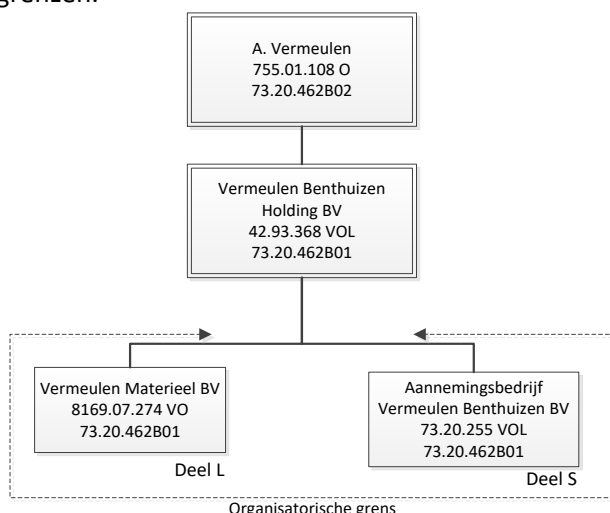 grenzen.
A. Vermeulen
755.01.108 O
73.20.462B02
Vermeulen Benthuizen
Holding BV
42.93.368 VOL
73.20.462B01
Vermeulen Materieel BV
8169.07.274 VO
73.20.462B01
Deel L
Aannemingsbedrijf
Vermeulen Benthuizen BV
73.20.255 VOL
73.20.462B01
Deel S
Organisatorische grens